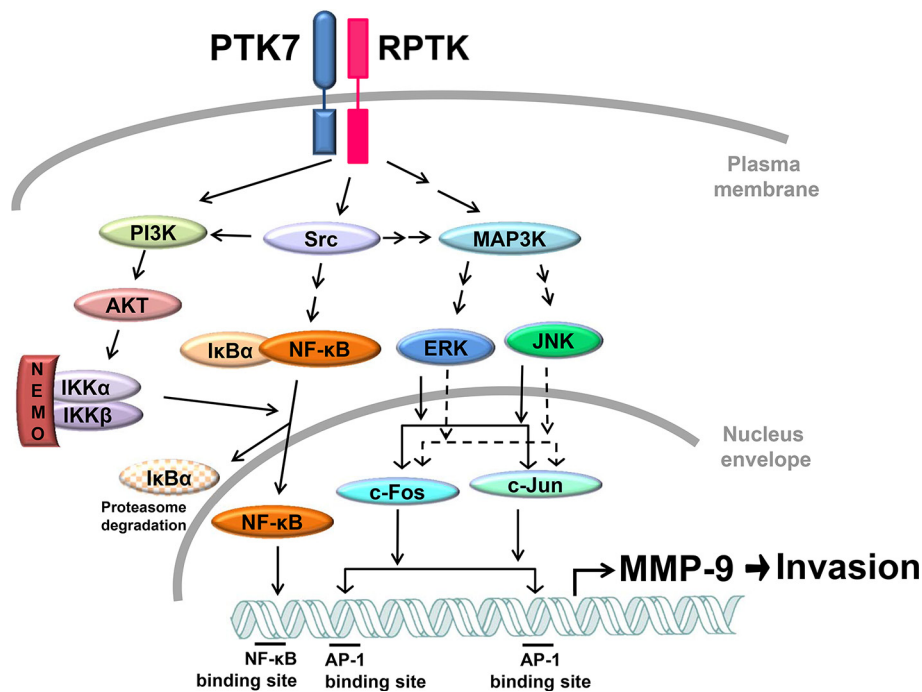 PTK7
RPTK
Plasma
membrane
PI3K
Src
MAP3K
AKT
IκBα
NF-κB
ERK
JNK
NEMO
IKKα
IKKβ
Nucleus
envelope
IκBα
Proteasome
degradation
c-Fos
c-Jun
NF-κB
MMP-9
Invasion
NF-κB
binding site
AP-1
binding site
AP-1
binding site